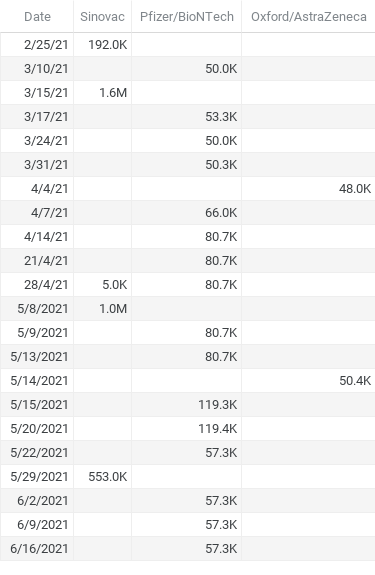 Date Sinovac Pfizer/BioNTech Oxford/AstraZeneca
2/25/21 192.0K
3/10/21 50.0K
3/15/21 1.6M
3/17/21 53.3K
3/24/21 50.0K
3/31/21 50.3K
4/4/21 48.0K
4/7/21 66.0K
4/14/21 80.7K
21/4/21 80.7K
28/4/21 5.0K 80.7K
5/8/2021 1.0M
5/9/2021 80.7K
5/13/2021 80.7K
5/14/2021 50.4K
5/15/2021 119.3K
5/20/2021 119.4K
5/22/2021 57.3K
5/29/2021 553.0K
6/2/2021 57.3K
6/9/2021 57.3K
6/16/2021 57.3K